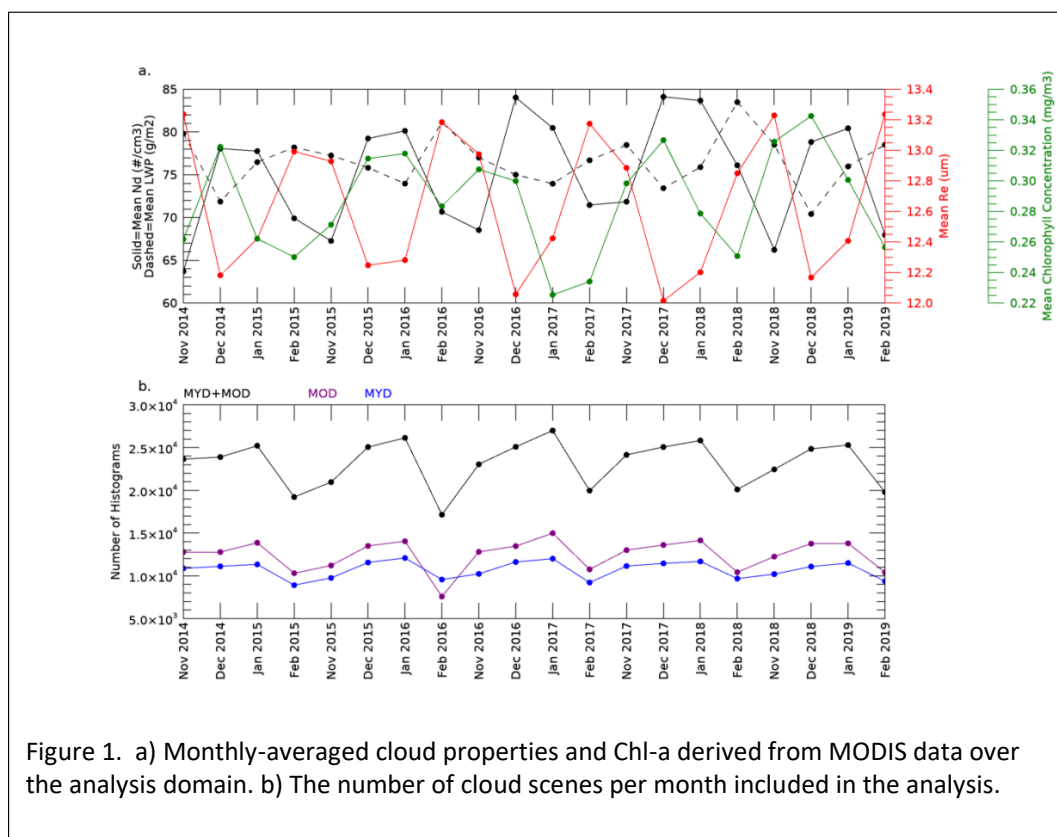 a.
85
80
75
70
65
60
Solid=Mean Nd (#/cm3)
Dashed=Mean LWP (g/m2)
13.4
13.2
13.0
12.8
12.6
12.4
12.2
12.0
Mean Re (um)
0.36
0.34
0.32
0.30
0.28
0.26
0.24
0.22
Mean Chlorophyll Concentration (mg/m3)
Nov 2014
Dec 2014
Jan 2015
Feb 2015
Nov 2015
Dec 2015
Jan 2016
Feb 2016
Nov 2016
Dec 2016
Jan 2017
Feb 2017
Nov 2017
Dec 2017
Jan 2018
Feb 2018
Nov 2018
Dec 2018
Jan 2019
Feb 2019
b.
MYD+MOD MOD MYD
3.0×10⁴
2.5×10⁴
2.0×10⁴
1.5×10⁴
1.0×10⁴
5.0×10³
Number of Histograms
Nov 2014
Dec 2014
Jan 2015
Feb 2015
Nov 2015
Dec 2015
Jan 2016
Feb 2016
Nov 2016
Dec 2016
Jan 2017
Feb 2017
Nov 2017
Dec 2017
Jan 2018
Feb 2018
Nov 2018
Dec 2018
Jan 2019
Feb 2019
Figure 1. a) Monthly-averaged cloud properties and Chl-a derived from MODIS data over
the analysis domain. b) The number of cloud scenes per month included in the analysis.